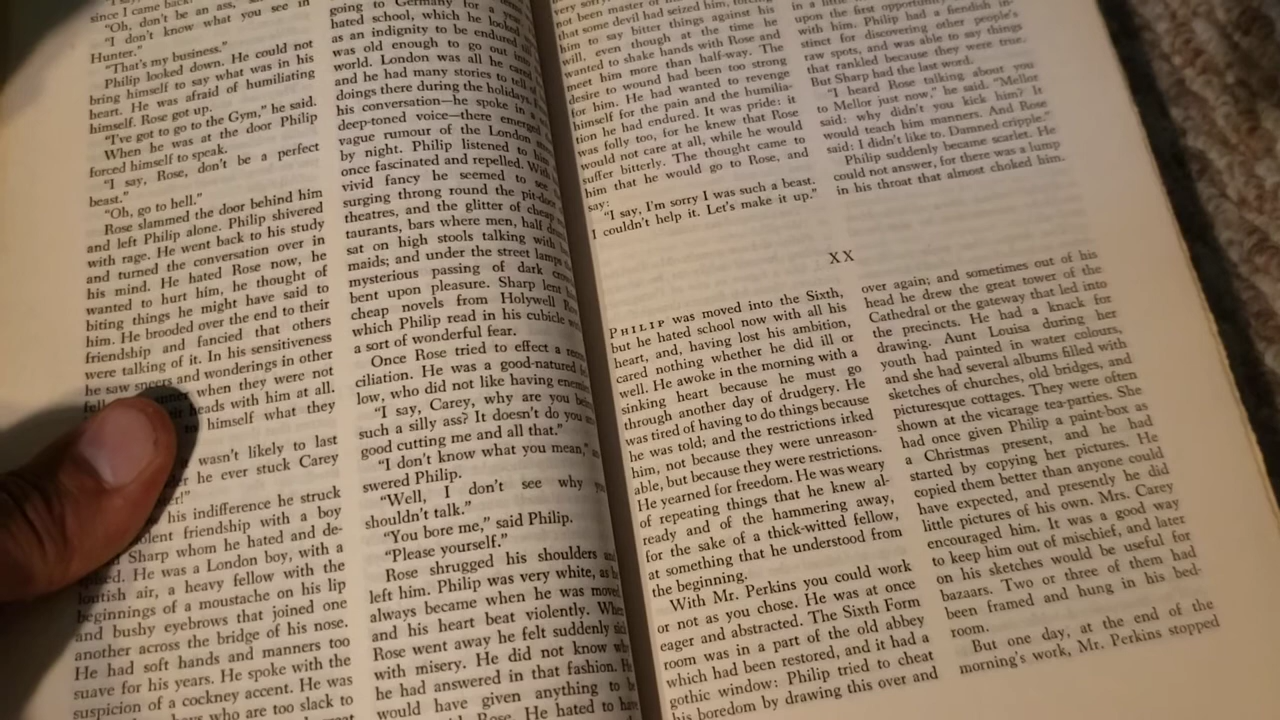 since I came back."
"Oh, don't be an ass,
"I don't know what you see in
Hunter."
"That's my business."
Philip looked down. He could not
bring himself to say what was in his
heart. He was afraid of humiliating
himself. Rose got up.
"I've got to go to the Gym," he said.
When he was at the door Philip
forced himself to speak.
"I say, Rose, don't be a perfect
beast."
"Oh, go to hell."
Rose slammed the door behind him
and left Philip alone. Philip shivered
with rage. He went back to his study
and turned the conversation over in
his mind. He hated Rose now, he
wanted to hurt him, he thought of
biting things he might have said to
him. He brooded over the end to their
friendship and fancied that others
were talking of it. In his sensitiveness
he saw sneers and wonderings in other
fell when they were not
heads with him at all.
himself what they
wasn't likely to last
he ever stuck Carey
his indifference he struck
friendship with a boy
Sharp whom he hated and de-
He was a London boy, with a
loutish air, a heavy fellow with the
beginnings of a moustache on his lip
and bushy eyebrows that joined one
another across the bridge of his nose.
He had soft hands and manners too
suave for his years. He spoke with the
suspicion of a cockney accent. He was
who are too slack to
going to Germany for
hated school, which he looked
as an indignity to be endured
was old enough to go out
world. London was all he cared
and he had many stories to tell of
doings there during the holidays.
his conversation—he spoke in a
deep-toned voice—there emerged
vague rumour of the London
by night. Philip listened to him
once fascinated and repelled. With
vivid fancy he seemed to see
surging throng round the pit-door
theatres, and the glitter of cheap
taurants, bars where men, half
sat on high stools talking with
maids; and under the street lamps
mysterious passing of dark
bent upon pleasure. Sharp lent
cheap novels from Holywell
which Philip read in his cubicle
a sort of wonderful fear.
Once Rose tried to effect a
ciliation. He was a good-natured
low, who did not like having
"I say, Carey, why are you
such a silly ass? It doesn't do you
good cutting me and all that."
"I don't know what you mean,"
swered Philip.
"Well, I don't see why
shouldn't talk."
"You bore me," said Philip.
"Please yourself."
Rose shrugged his shoulders
left him. Philip was very white, as
always became when he was moved
and his heart beat violently. When
Rose went away he felt suddenly
with misery. He did not know
he had answered in that fashion. He
would have given anything to
Rose. He hated to have
very sorry
not been master of
that some devil had seized him,
him to say bitter things against his
will, even though at the time he
wanted to shake hands with Rose and
meet him more than half-way. The
desire to wound had been too strong
for him. He had wanted to revenge
himself for the pain and the humilia-
tion he had endured. It was pride: it
was folly too, for he knew that Rose
would not care at all, while he would
suffer bitterly. The thought came to
him that he would go to Rose, and
say:
"I say, I'm sorry I was such a beast.
I couldn't help it. Let's make it up."
in a
upon the first opportunity
with him. Philip had a fiendish in-
stinct for discovering other people's
raw spots, and was able to say things
that rankled because they were true.
But Sharp had the last word.
"I heard Rose talking about you
to Mellor just now," he said. "Mellor
said: why didn't you kick him? It
would teach him manners. And Rose
said: I didn't like to. Damned cripple."
Philip suddenly became scarlet. He
could not answer, for there was a lump
in his throat that almost choked him.
XX
PHILIP was moved into the Sixth,
but he hated school now with all his
heart, and, having lost his ambition,
cared nothing whether he did ill or
well. He awoke in the morning with a
sinking heart because he must go
through another day of drudgery. He
was tired of having to do things because
he was told; and the restrictions irked
him, not because they were unreason-
able, but because they were restrictions.
He yearned for freedom. He was weary
of repeating things that he knew al-
ready and of the hammering away,
for the sake of a thick-witted fellow,
at something that he understood from
the beginning.
With Mr. Perkins you could work
or not as you chose. He was at once
eager and abstracted. The Sixth Form
room was in a part of the old abbey
which had been restored, and it had a
gothic window: Philip tried to cheat
his boredom by drawing this over and
over again; and sometimes out of his
head he drew the great tower of the
Cathedral or the gateway that led into
the precincts. He had a knack for
drawing. Aunt Louisa during her
youth had painted in water colours,
and she had several albums filled with
sketches of churches, old bridges, and
picturesque cottages. They were often
shown at the vicarage tea-parties. She
had once given Philip a paint-box as
a Christmas present, and he had
started by copying her pictures. He
copied them better than anyone could
have expected, and presently he did
little pictures of his own. Mrs. Carey
encouraged him. It was a good way
to keep him out of mischief, and later
on his sketches would be useful for
bazaars. Two or three of them had
been framed and hung in his bed-
room.
But one day, at the end of the
morning's work, Mr. Perkins stopped